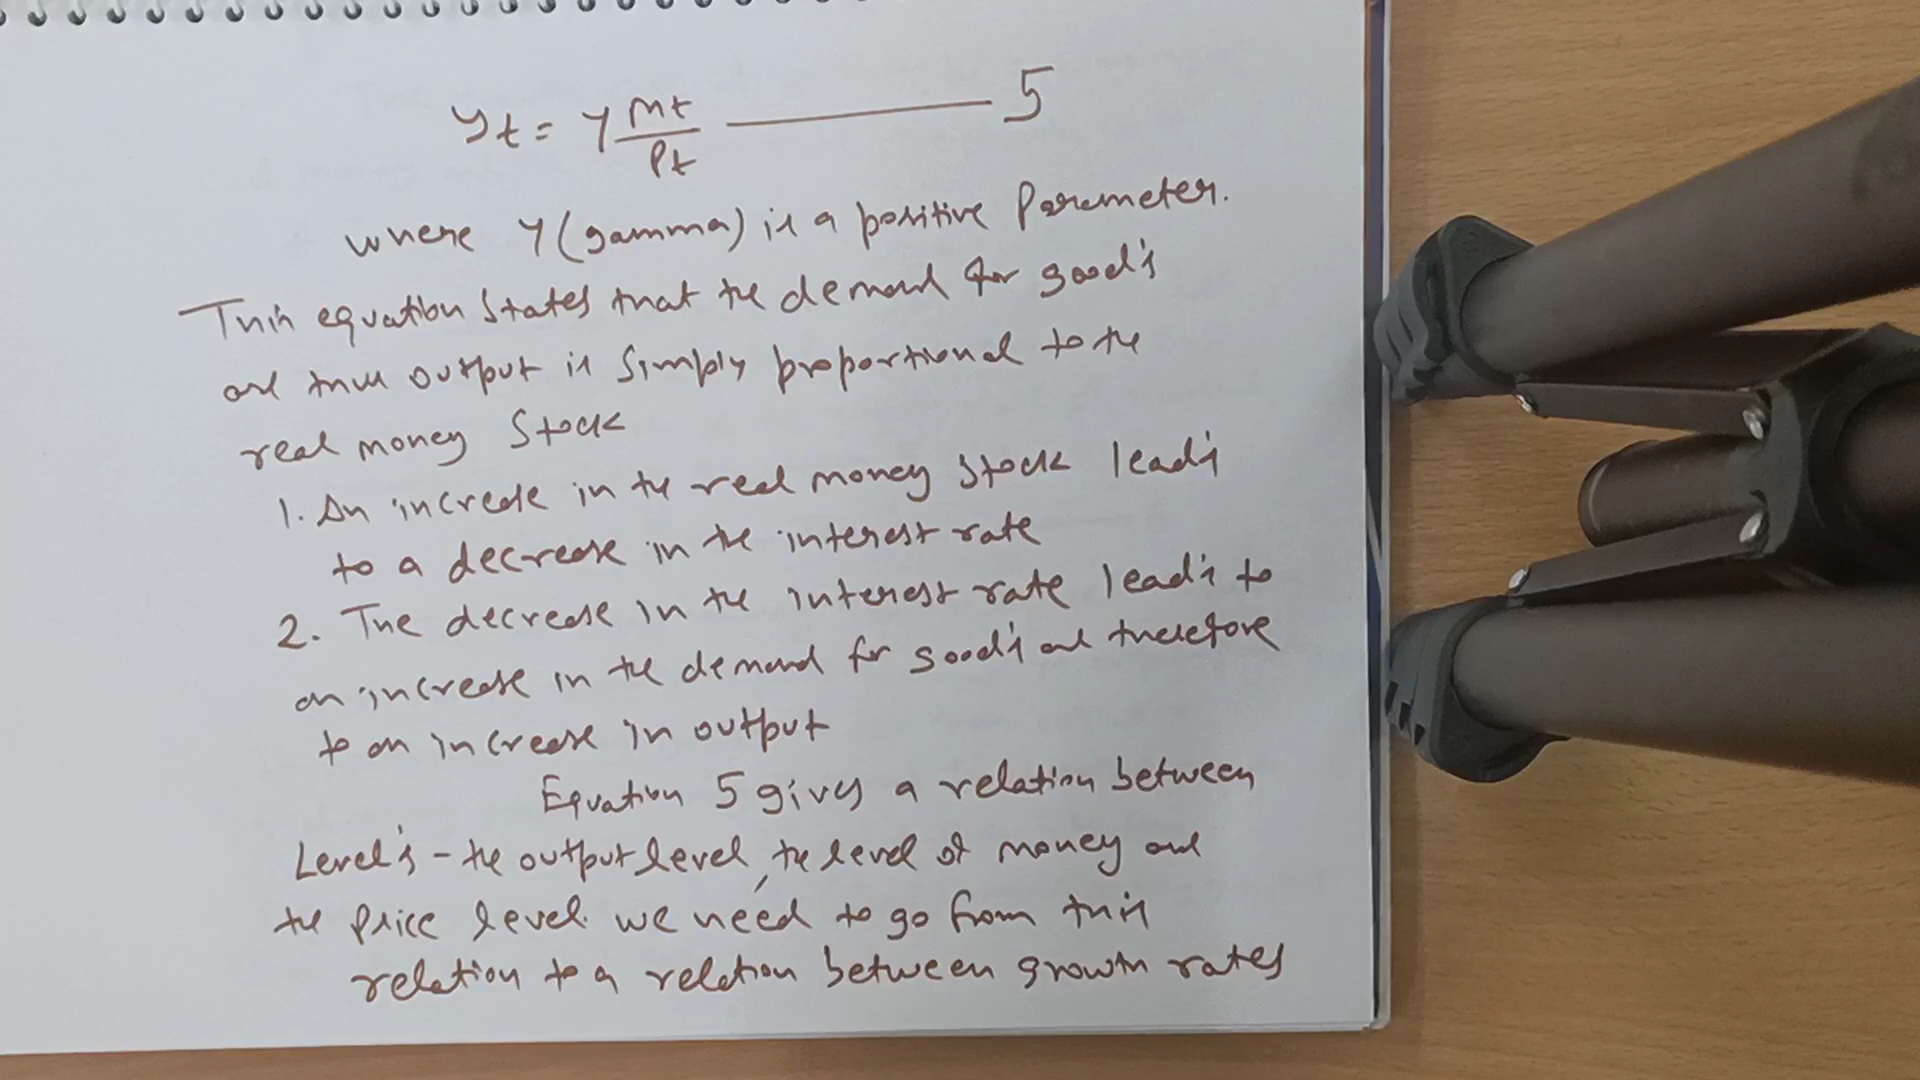 Yt = γ Mt/Pt ——— 5
where γ (gamma) is a positive Parameter.
This equation States that the demand for good's
and thus output is Simply proportional to the
real money Stock
1. An increase in the real money Stock lead's
to a decrease in the interest rate
2. The decrease in the interest rate lead's to
an increase in the demand for good's and therefore
to an increase in output
Equation 5 gives a relation between
Level's - the output level, the level of money and
the Price level. we need to go from this
relation to a relation between growth rates